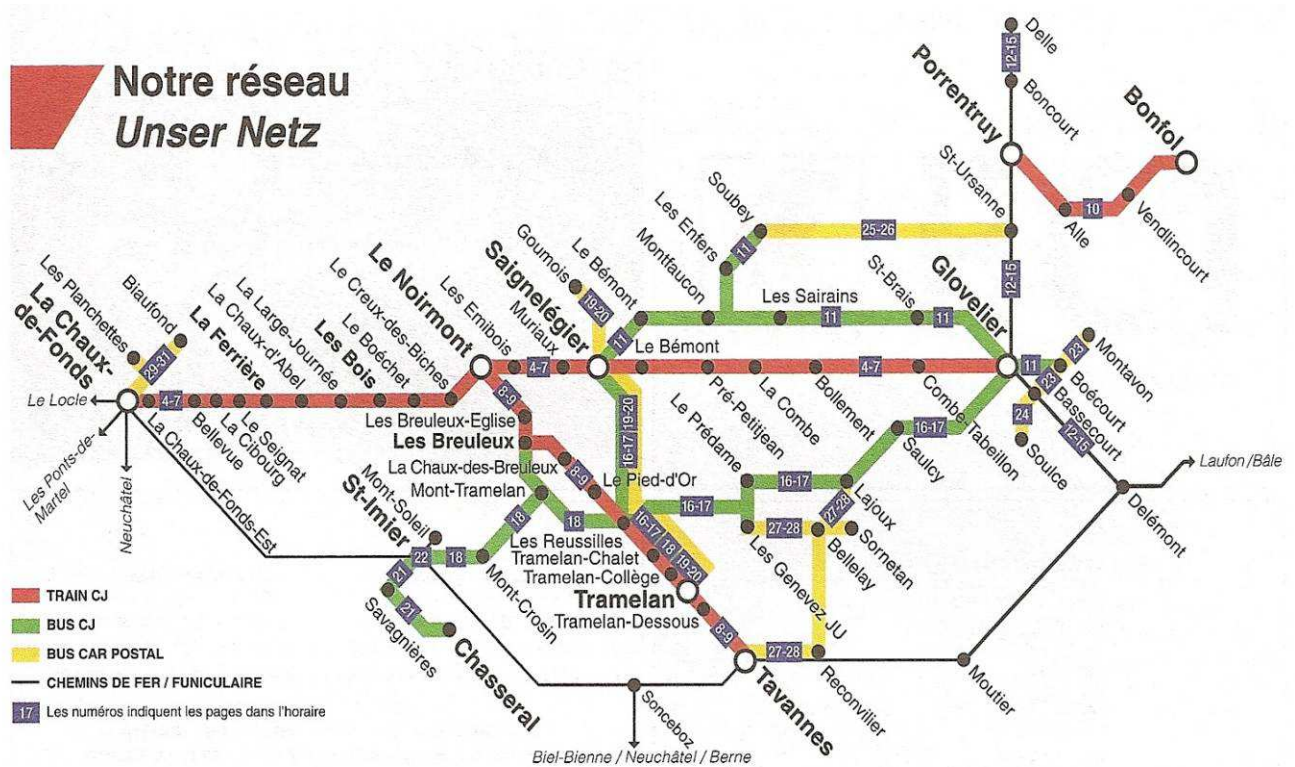 Notre réseau
Unser Netz
Delle
12-15
Boncourt
Porrentruy
Bonfol
St-Ursanne
10
Alle
Vendlincourt
Soubey
25-26
Les Enfers
11
Goumois
Le Bémont
Montfaucon
Les Sairains
St-Brais
12-15
Glovelier
Saignelégier
19-20
11
11
11
Les Planchettes
Biaufond
La Chaux-
de-Fonds
29-31
La Ferrière
La Chaux-d'Abel
La Large-Journée
Les Bois
Le Boéchet
Le Creux-des-Biches
Le Noirmont
Les Emibois
Muriaux
4-7
Le Bémont
4-7
11
23
Montavon
Boécourt
23
Bassecourt
24
Soulce
12-15
Le Locle
4-7
8-9
Les Ponts-de-
Martel
Neuchâtel
La Chaux-de-Fonds-Est
Bellevue
La Cibourg
Le Seignat
Les Breuleux-Eglise
Les Breuleux
La Chaux-des-Breuleux
Mont-Tramelan
16-17
19-20
Pré-Petitjean
La Combe
Bollement
Combe Tabeillon
Le Prédame
Saulcy
16-17
Laufon/Bâle
Delémont
8-9
Le Pied-d'Or
16-17
16-17
Lajoux
27-28
27-28
Sornetan
Bellelay
Les Genevez JU
St-Imier
Mont-Soleil
18
18
22
18
Mont-Crosin
21
21
Savagnières
Chasseral
16-17
18
19-20
Les Reussilles
Tramelan-Chalet
Tramelan-Collège
Tramelan
Tramelan-Dessous
8-9
27-28
Reconvilier
Tavannes
Moutier
Sonceboz
Biel-Bienne / Neuchâtel / Berne
TRAIN CJ
BUS CJ
BUS CAR POSTAL
CHEMINS DE FER / FUNICULAIRE
17 Les numéros indiquent les pages dans l'horaire